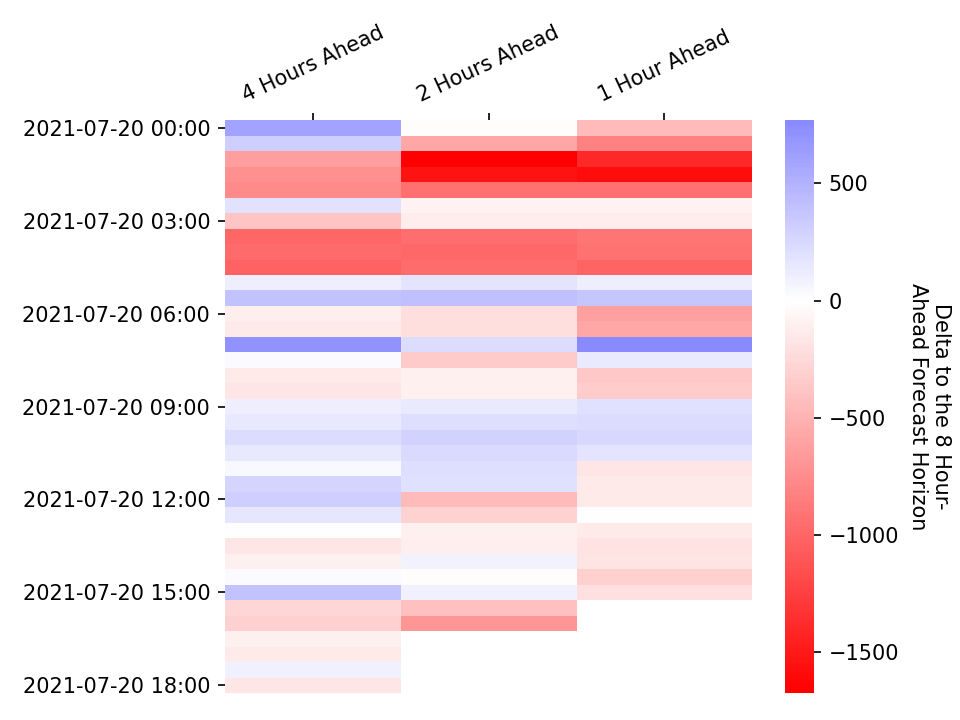 4 Hours Ahead
2 Hours Ahead
1 Hour Ahead
2021-07-20 00:00
2021-07-20 03:00
2021-07-20 06:00
2021-07-20 09:00
2021-07-20 12:00
2021-07-20 15:00
2021-07-20 18:00
500
0
−500
−1000
−1500
Delta to the 8 Hour-
Ahead Forecast Horizon